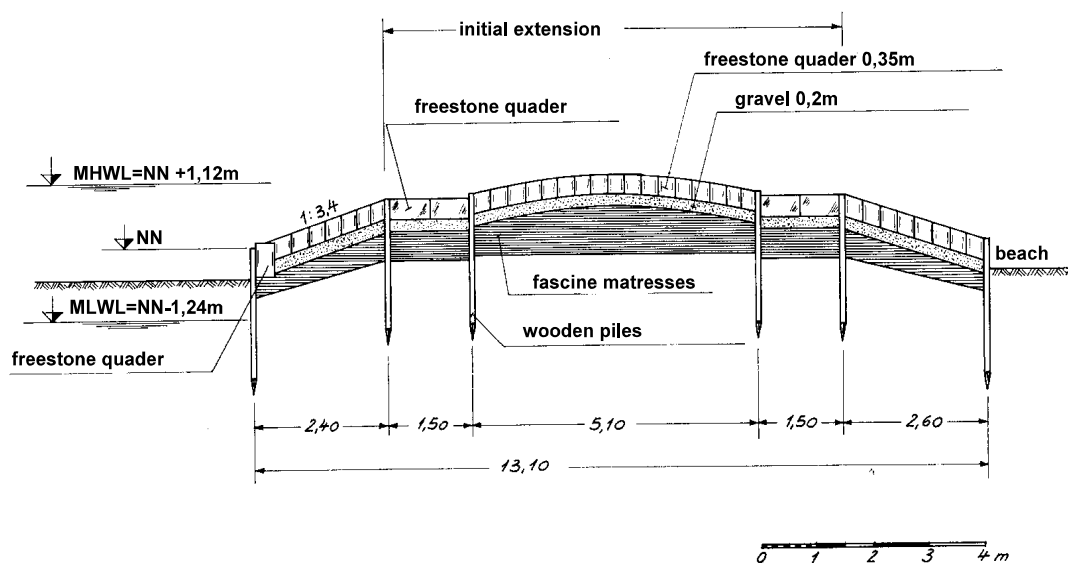 initial extension
freestone quader 0,35m
freestone quader
gravel 0,2m
MHWL=NN +1,12m
1:3,4
NN
beach
fascine matresses
MLWL=NN-1,24m
wooden piles
freestone quader
2,40 1,50 5,10 1,50 2,60
13,10
0 1 2 3 4 m